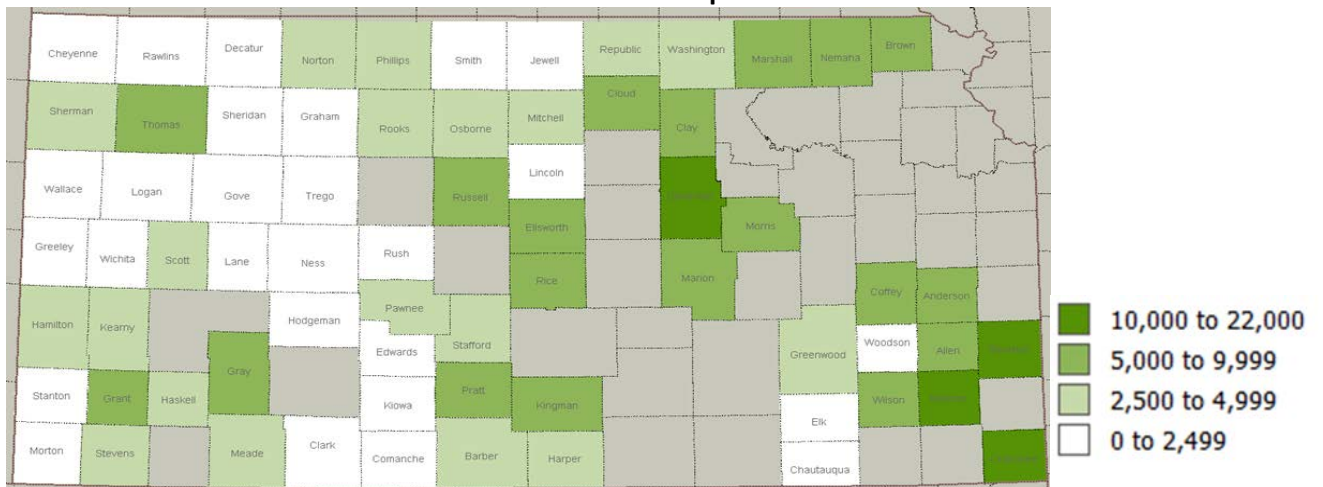 Cheyenne
Rawlins
Decatur
Norton
Phillips
Smith
Jewell
Republic
Washington
Marshall
Nemaha
Brown
Sherman
Thomas
Sheridan
Graham
Rooks
Osborne
Mitchell
Cloud
Clay
Wallace
Logan
Gove
Trego
Russell
Lincoln
Ellsworth
Morris
Greeley
Wichita
Scott
Lane
Ness
Rush
Rice
Marion
Coffey
Anderson
Hamilton
Kearny
Hodgeman
Pawnee
Edwards
Stafford
Greenwood
Woodson
Allen
Stanton
Grant
Haskell
Gray
Kiowa
Pratt
Kingman
Elk
Wilson
Morton
Stevens
Meade
Clark
Comanche
Barber
Harper
Chautauqua
10,000 to 22,000
5,000 to 9,999
2,500 to 4,999
0 to 2,499